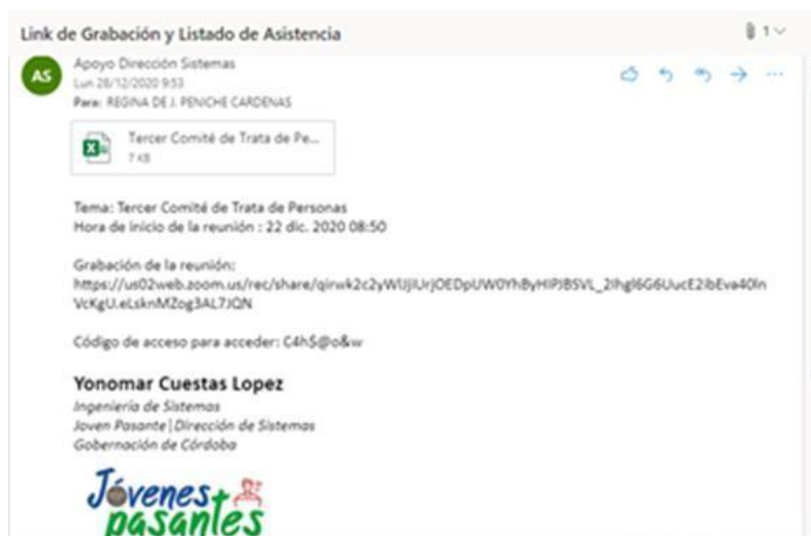 Link de Grabación y Listado de Asistencia
1
AS
Apoyo Dirección Sistemas
Lun 28/12/2020 9:53
Para: REGINA DE J. PENICHE CARDENAS
Tercer Comité de Trata de Pe...
7 KB
Tema: Tercer Comité de Trata de Personas
Hora de inicio de la reunión : 22 dic. 2020 08:50
Grabación de la reunión:
https://us02web.zoom.us/rec/share/
Código de acceso para acceder: C4h$@o&w
Yonomar Cuestas Lopez
Ingeniería de Sistemas
Joven Pasante|Dirección de Sistemas
Gobernación de Córdoba
Jóvenes+
pasantes